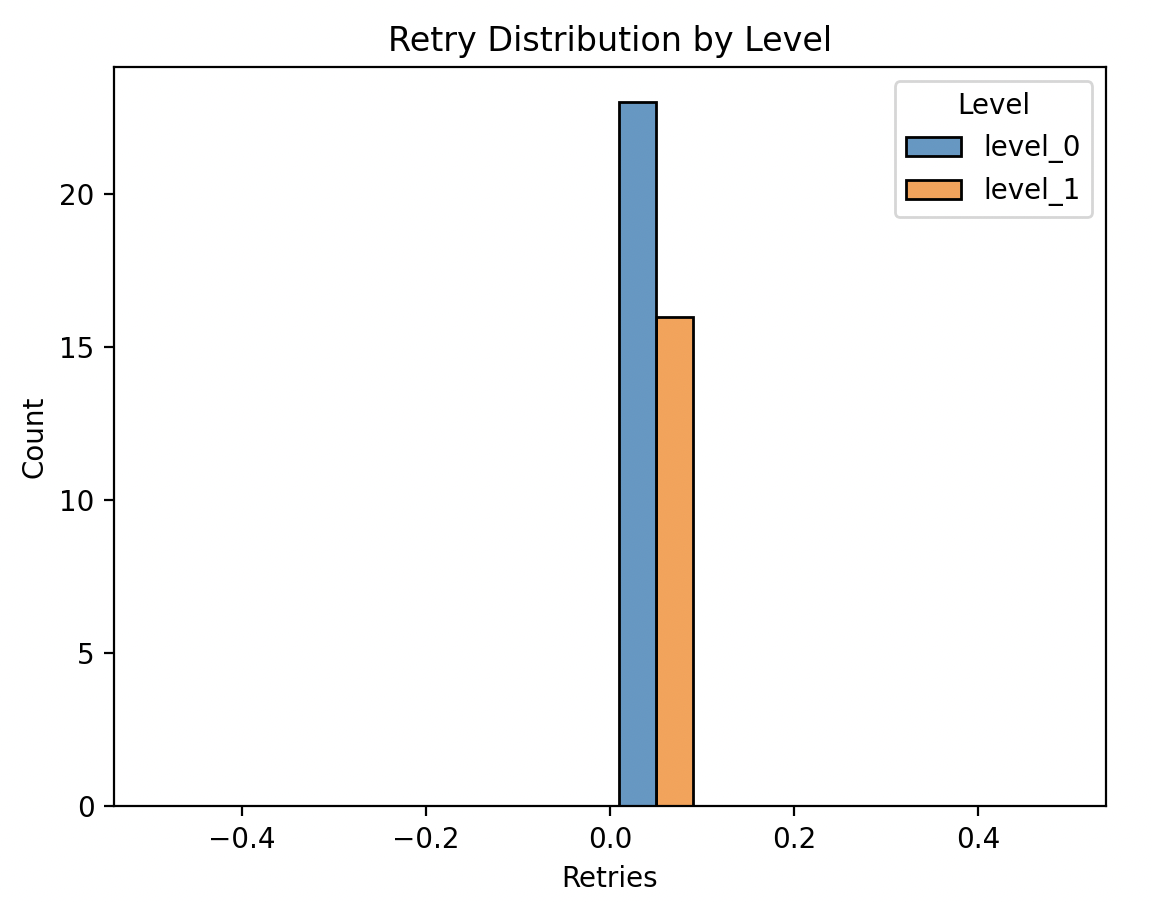 Retry Distribution by Level
Level
level_0
level_1
20
15
10
5
0
Count
−0.4
−0.2
0.0
0.2
0.4
Retries